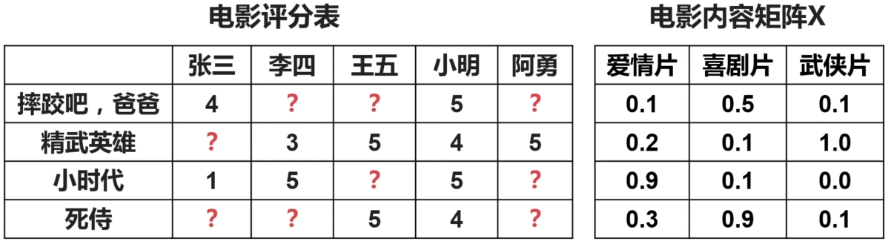 电影评分表 电影内容矩阵X
张三 李四 王五 小明 阿勇 爱情片 喜剧片 武侠片
摔跤吧，爸爸 4 ? ? 5 ? 0.1 0.5 0.1
精武英雄 ? 3 5 4 5 0.2 0.1 1.0
小时代 1 5 ? 5 ? 0.9 0.1 0.0
死侍 ? ? 5 4 ? 0.3 0.9 0.1